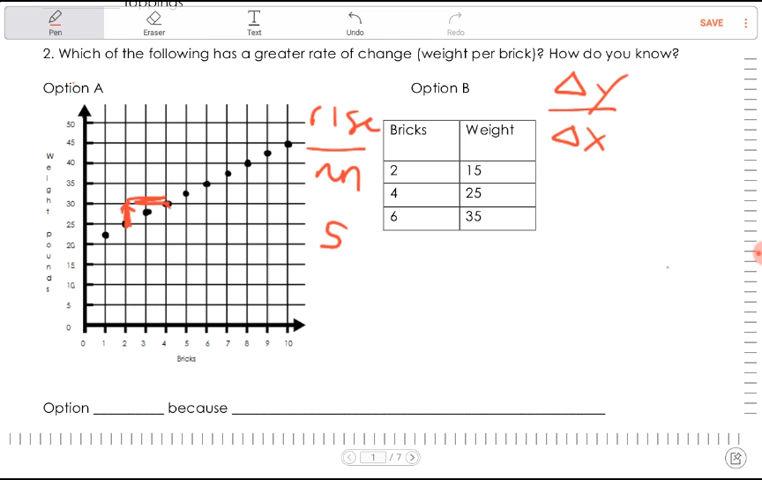 toppings
Pen Eraser Text Undo Redo SAVE
2. Which of the following has a greater rate of change (weight per brick)? How do you know?
Option A
Option B
Δy
Δx
rise
run
5
Weight pounds
50
45
40
35
30
25
20
15
10
5
0
0 1 2 3 4 5 6 7 8 9 10
Bricks
Bricks Weight
2 15
4 25
6 35
Option ________ because ________
1 / 7